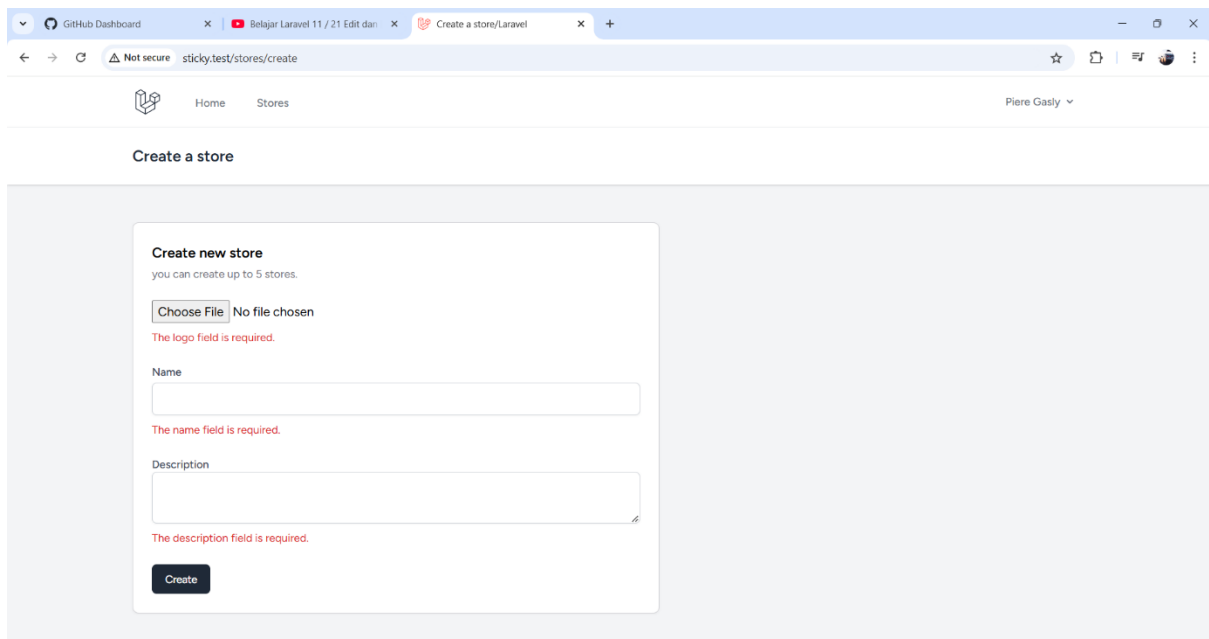 GitHub Dashboard
Belajar Laravel 11 / 21 Edit dan
Create a store/Laravel
Not secure sticky.test/stores/create
Home Stores Piere Gasly
Create a store
Create new store
you can create up to 5 stores.
Choose File No file chosen
The logo field is required.
Name
The name field is required.
Description
The description field is required.
Create